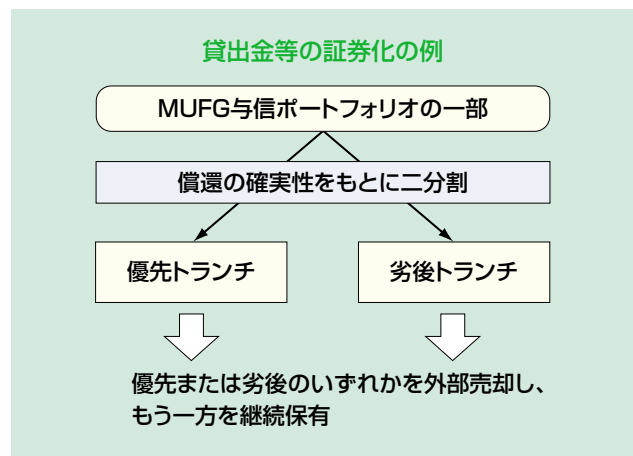 貸出金等の証券化の例
MUFG与信ポートフォリオの一部
償還の確実性をもとに二分割
優先トランチ
劣後トランチ
優先または劣後のいずれかを外部売却し、
もう一方を継続保有